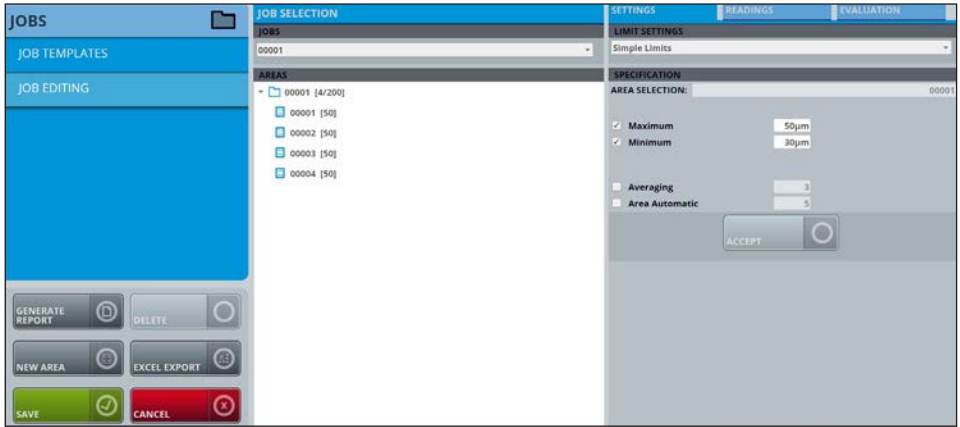 JOBS
JOB TEMPLATES
JOB EDITING
GENERATE
REPORT
DELETE
NEW AREA
EXCEL EXPORT
SAVE
CANCEL
JOB SELECTION
JOBS
00001
AREAS
00001 [4/200]
00001 [50]
00002 [50]
00003 [50]
00004 [50]
SETTINGS READINGS EVALUATION
LIMIT SETTINGS
Simple Limits
SPECIFICATION
AREA SELECTION: 00001
Maximum 50µm
Minimum 30µm
Averaging 3
Area Automatic 5
ACCEPT